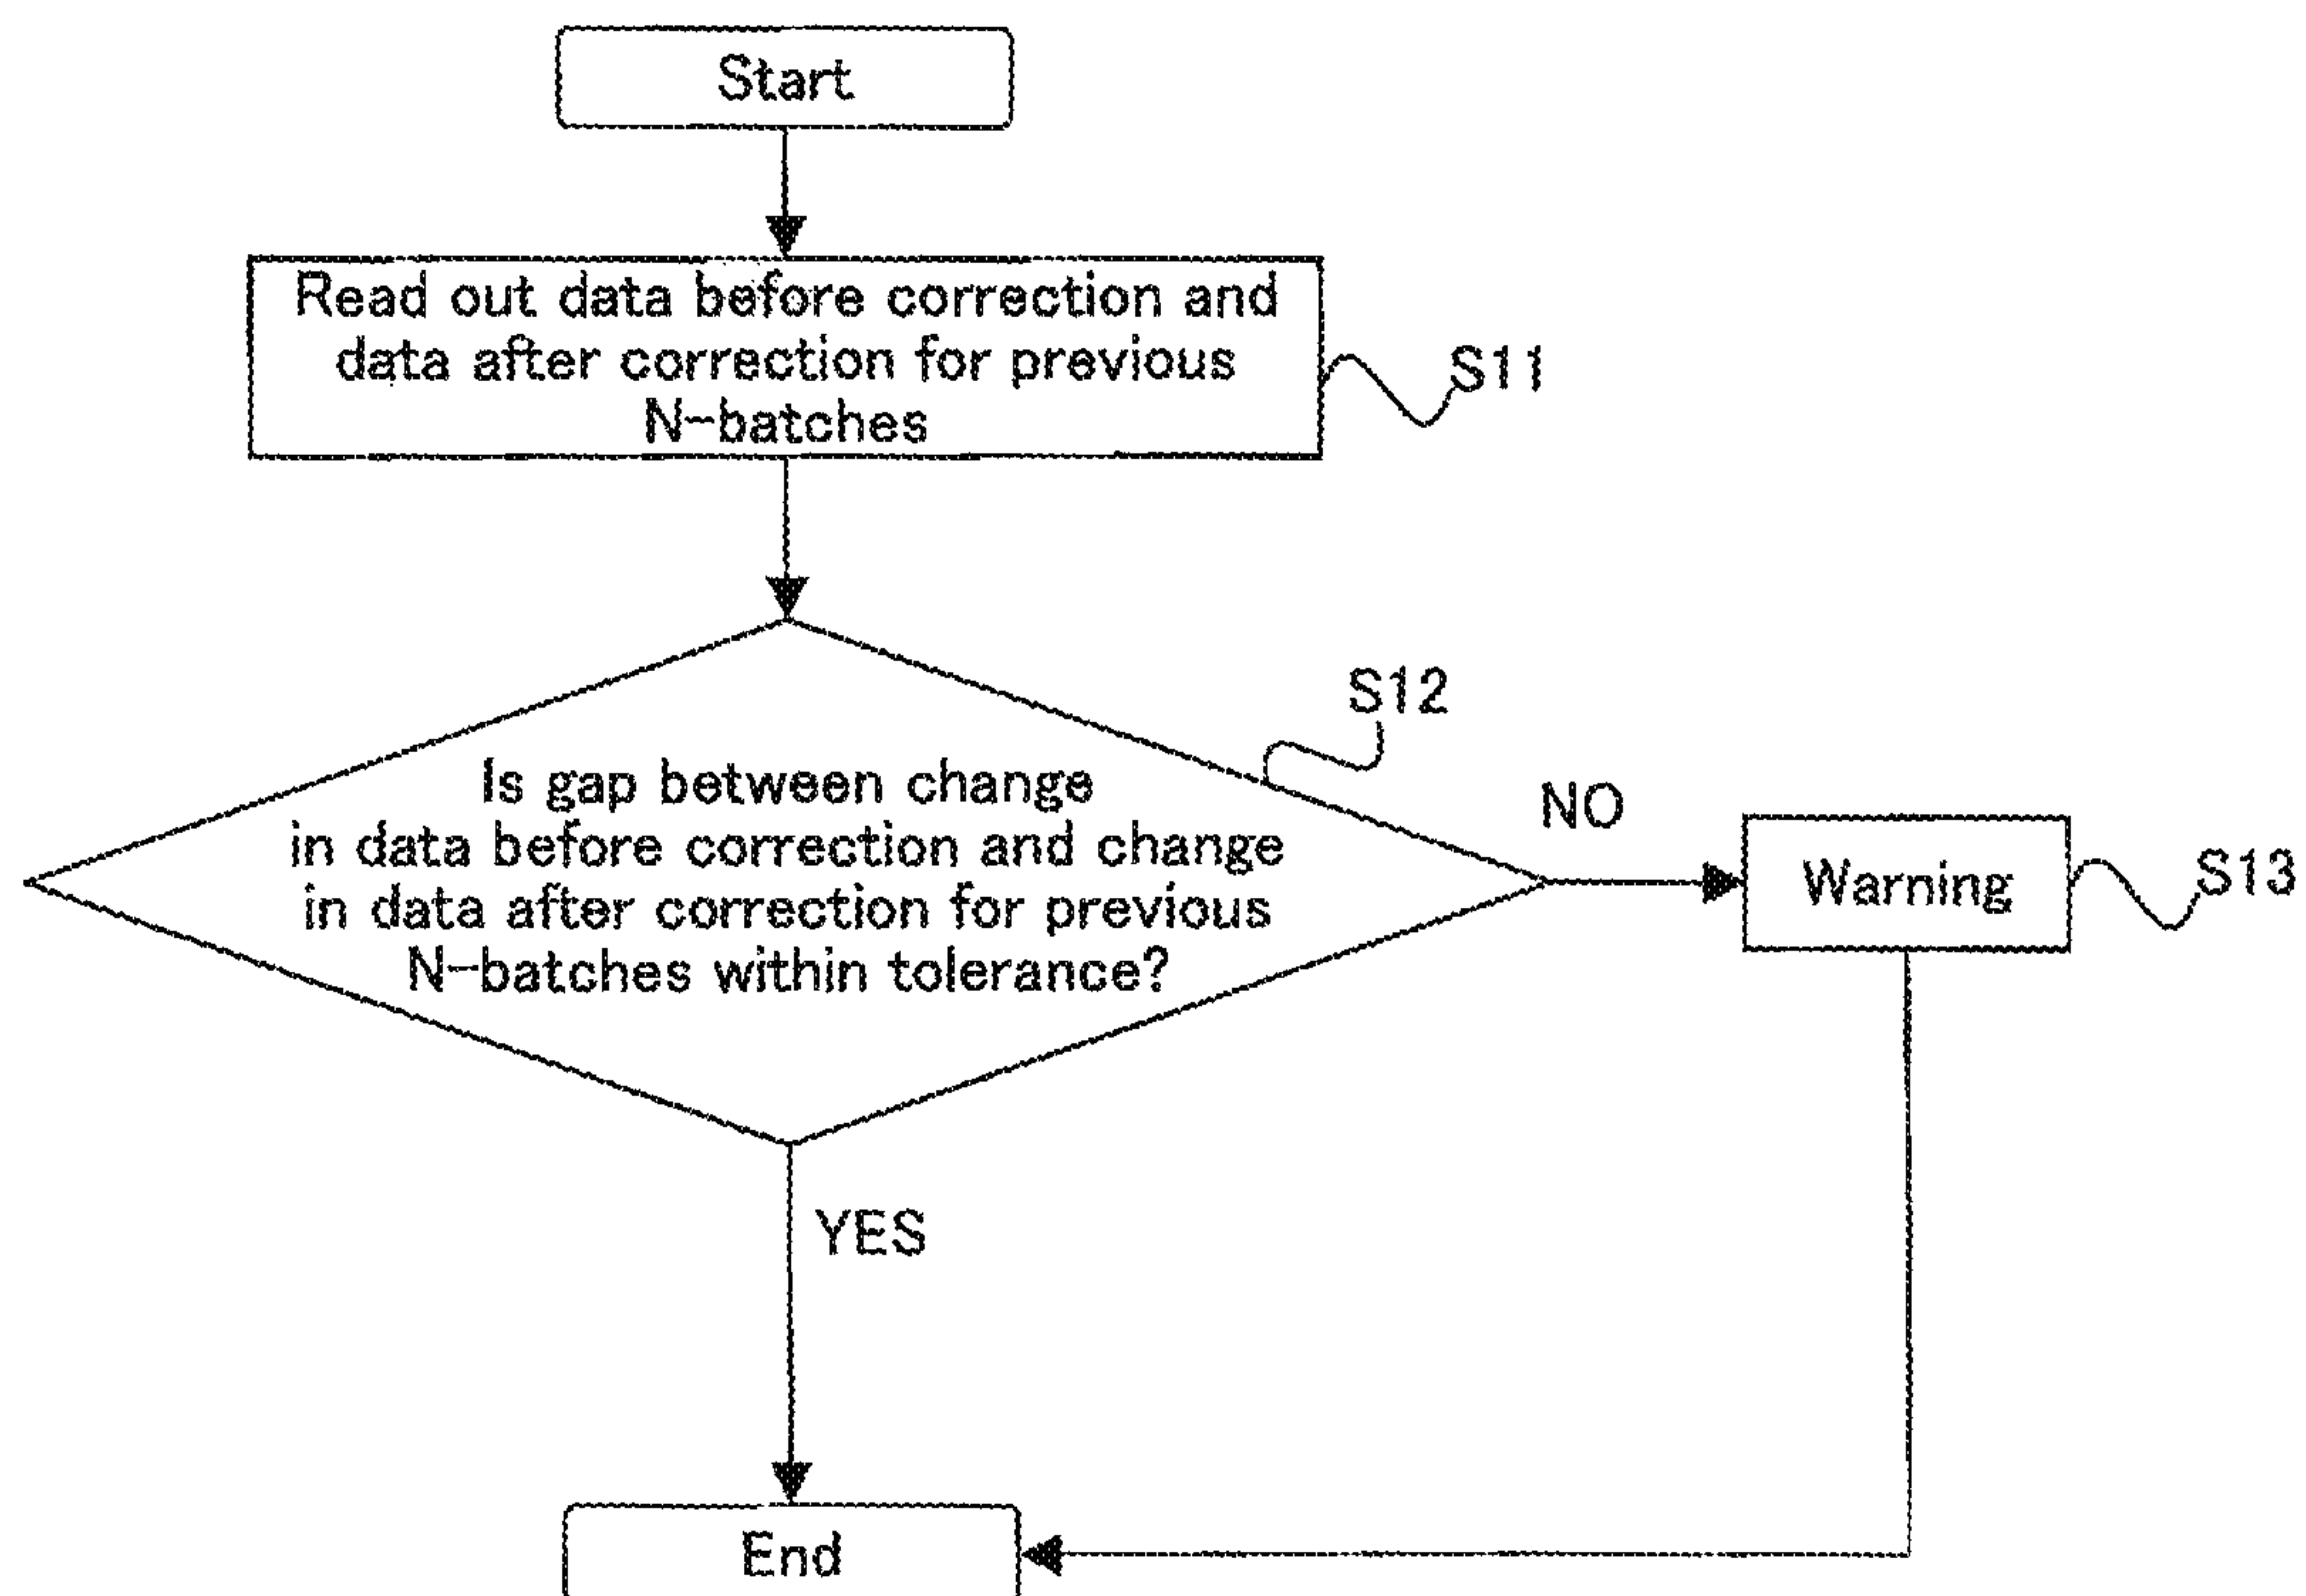 Start
Read out data before correction and
data after correction for previous
N-batches
S11
S12
Is gap between change
in data before correction and change
in data after correction for previous
N-batches within tolerance?
NO
Warning
S13
YES
End